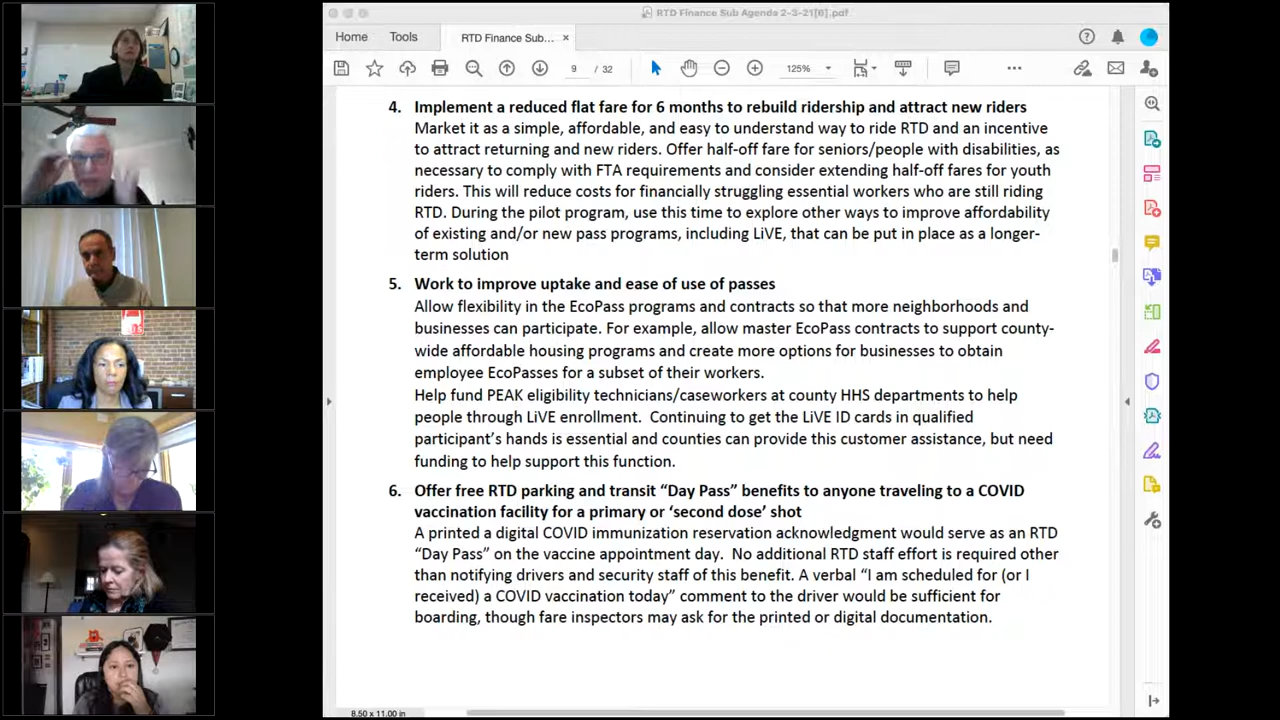 RTD Finance Sub Agenda 2-3-21[6].pdf
Home
Tools
RTD Finance Sub... ×
9 / 32
125%
4. Implement a reduced flat fare for 6 months to rebuild ridership and attract new riders
Market it as a simple, affordable, and easy to understand way to ride RTD and an incentive
to attract returning and new riders. Offer half-off fare for seniors/people with disabilities, as
necessary to comply with FTA requirements and consider extending half-off fares for youth
riders. This will reduce costs for financially struggling essential workers who are still riding
RTD. During the pilot program, use this time to explore other ways to improve affordability
of existing and/or new pass programs, including LiVE, that can be put in place as a longer-
term solution
5. Work to improve uptake and ease of use of passes
Allow flexibility in the EcoPass programs and contracts so that more neighborhoods and
businesses can participate. For example, allow master EcoPass contracts to support county-
wide affordable housing programs and create more options for businesses to obtain
employee EcoPasses for a subset of their workers.
Help fund PEAK eligibility technicians/caseworkers at county HHS departments to help
people through LiVE enrollment. Continuing to get the LiVE ID cards in qualified
participant's hands is essential and counties can provide this customer assistance, but need
funding to help support this function.
6. Offer free RTD parking and transit “Day Pass” benefits to anyone traveling to a COVID
vaccination facility for a primary or ‘second dose’ shot
A printed a digital COVID immunization reservation acknowledgment would serve as an RTD
“Day Pass” on the vaccine appointment day. No additional RTD staff effort is required other
than notifying drivers and security staff of this benefit. A verbal “I am scheduled for (or I
received) a COVID vaccination today” comment to the driver would be sufficient for
boarding, though fare inspectors may ask for the printed or digital documentation.
8.50 x 11.00 in